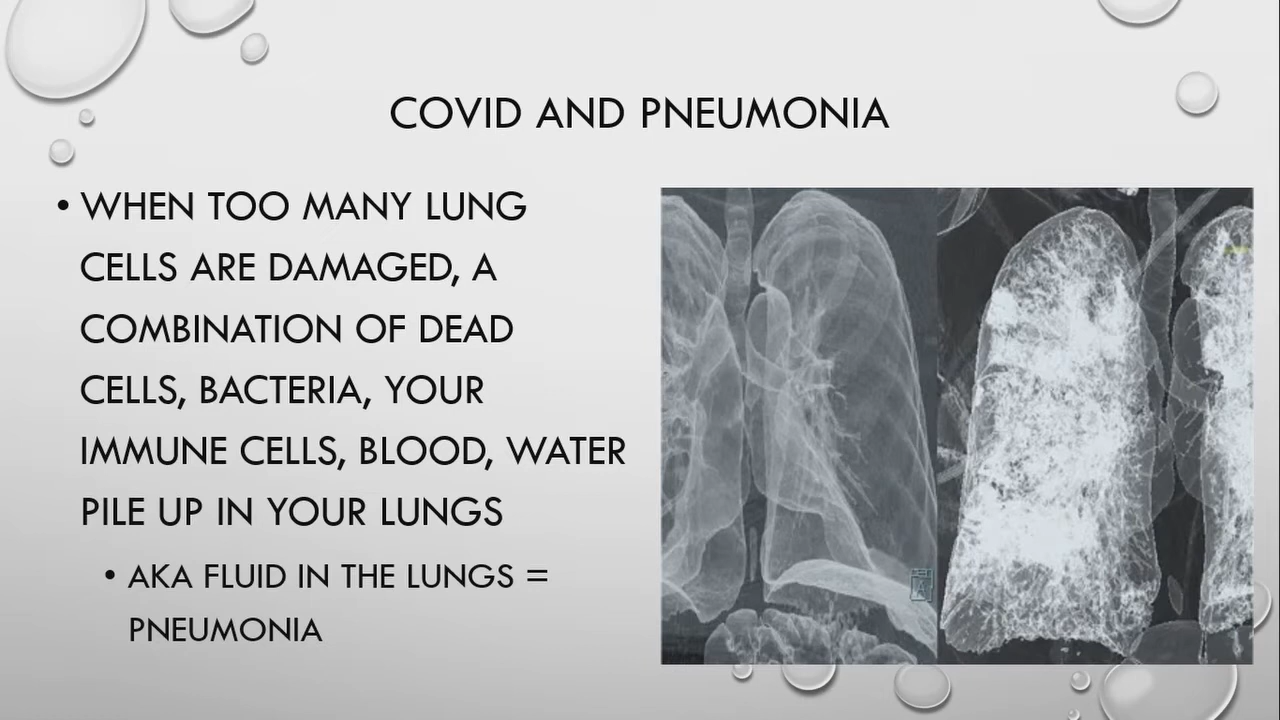 COVID AND PNEUMONIA
• WHEN TOO MANY LUNG
CELLS ARE DAMAGED, A
COMBINATION OF DEAD
CELLS, BACTERIA, YOUR
IMMUNE CELLS, BLOOD, WATER
PILE UP IN YOUR LUNGS
• AKA FLUID IN THE LUNGS =
PNEUMONIA